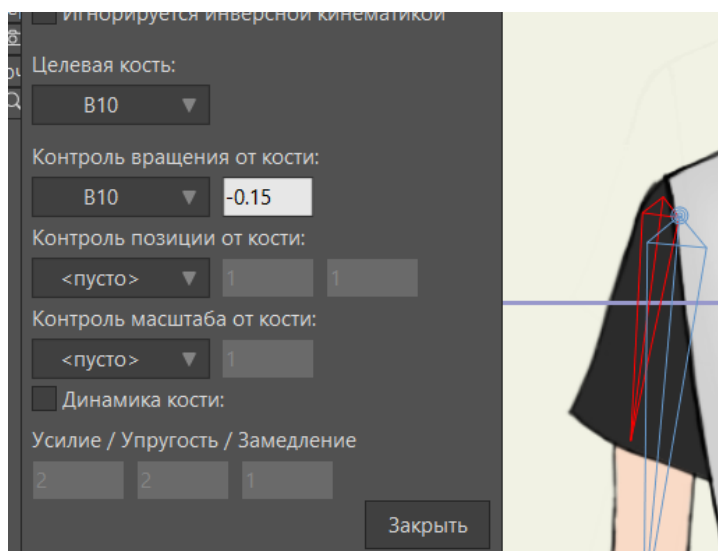 Игнорируется инверсной кинематикой
Целевая кость:
B10
Контроль вращения от кости:
B10 -0.15
Контроль позиции от кости:
<пусто> 1 1
Контроль масштаба от кости:
<пусто> 1
Динамика кости:
Усилие / Упругость / Замедление
2 2 1
Закрыть